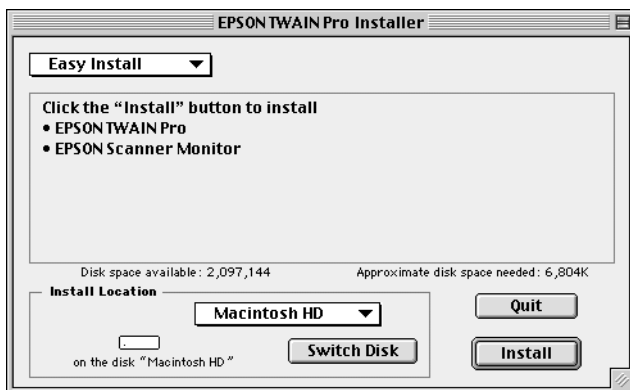 EPSON TWAIN Pro Installer
Easy Install
Click the “Install” button to install
• EPSON TWAIN Pro
• EPSON Scanner Monitor
Disk space available: 2,097,144 Approximate disk space needed: 6,804K
Install Location
Macintosh HD
Quit
on the disk “Macintosh HD”
Switch Disk
Install